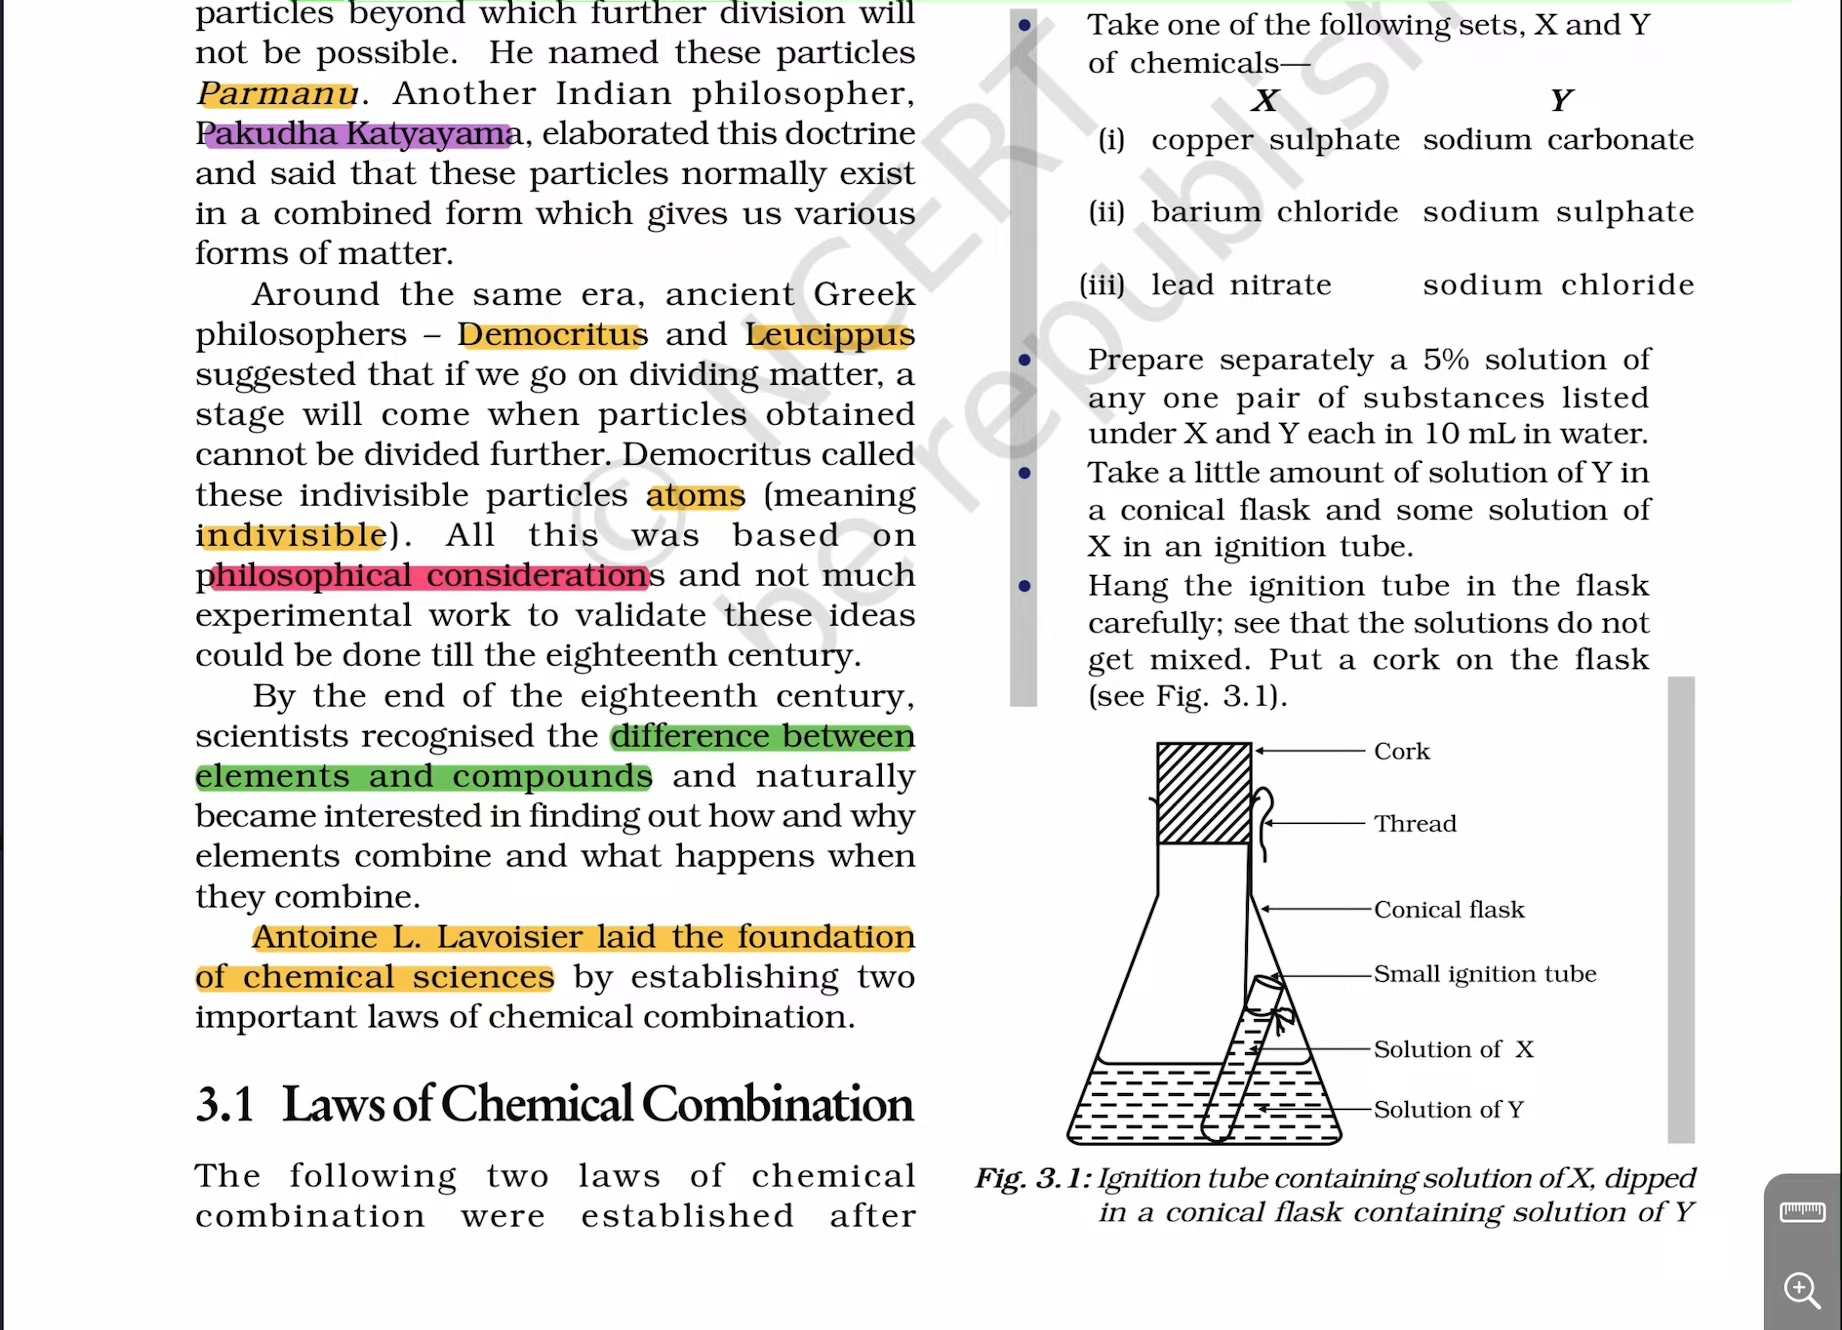 particles beyond which further division will
not be possible. He named these particles
Parmanu. Another Indian philosopher,
Pakudha Katyayama, elaborated this doctrine
and said that these particles normally exist
in a combined form which gives us various
forms of matter.
Around the same era, ancient Greek
philosophers – Democritus and Leucippus
suggested that if we go on dividing matter, a
stage will come when particles obtained
cannot be divided further. Democritus called
these indivisible particles atoms (meaning
indivisible). All this was based on
philosophical considerations and not much
experimental work to validate these ideas
could be done till the eighteenth century.
By the end of the eighteenth century,
scientists recognised the difference between
elements and compounds and naturally
became interested in finding out how and why
elements combine and what happens when
they combine.
Antoine L. Lavoisier laid the foundation
of chemical sciences by establishing two
important laws of chemical combination.
3.1 Laws of Chemical Combination
The following two laws of chemical
combination were established after
• Take one of the following sets, X and Y
of chemicals—
X Y
(i) copper sulphate sodium carbonate
(ii) barium chloride sodium sulphate
(iii) lead nitrate sodium chloride
• Prepare separately a 5% solution of
any one pair of substances listed
under X and Y each in 10 mL in water.
• Take a little amount of solution of Y in
a conical flask and some solution of
X in an ignition tube.
• Hang the ignition tube in the flask
carefully; see that the solutions do not
get mixed. Put a cork on the flask
(see Fig. 3.1).
Cork
Thread
Conical flask
Small ignition tube
Solution of X
Solution of Y
Fig. 3.1: Ignition tube containing solution of X, dipped
in a conical flask containing solution of Y
© NCERT
be republish